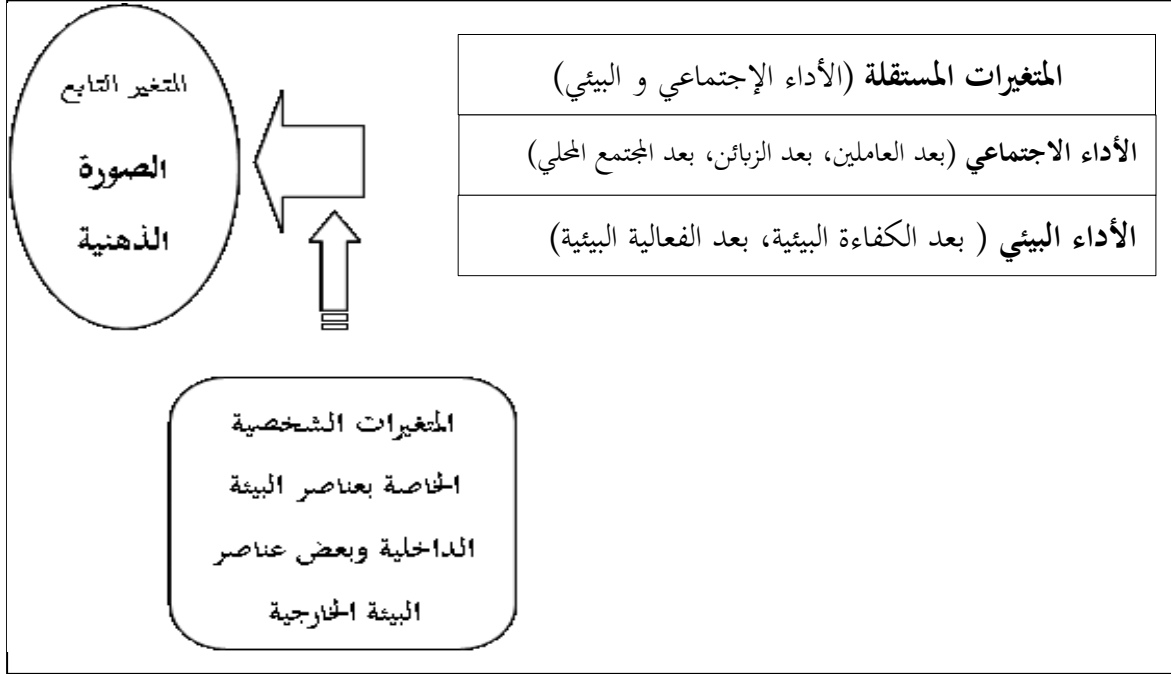 المتغيرات المستقلة (الأداء الإجتماعي و البيئي)
الأداء الاجتماعي (بعد العاملين، بعد الزبائن، بعد المجتمع المحلي)
الأداء البيئي ( بعد الكفاءة البيئية، بعد الفعالية البيئية)
المتغير التابع
الصورة
الذهنية
المتغيرات الشخصية
الخاصة بعناصر البيئة
الداخلية وبعض عناصر
البيئة الخارجية